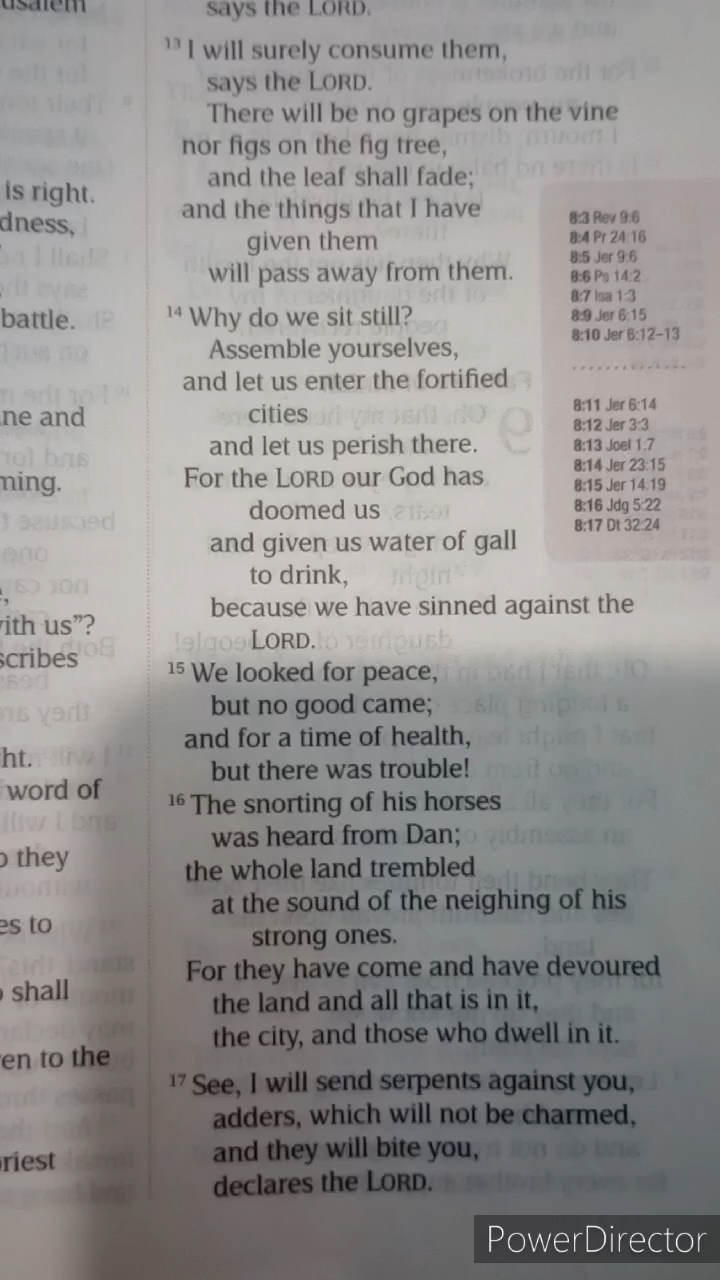 usalem
is right.
dness,
battle.
ne and
ning.
ith us”?
scribes
ht.
word of
they
es to
shall
en to the
riest
says the LORD.
13 I will surely consume them,
says the LORD.
There will be no grapes on the vine
nor figs on the fig tree,
and the leaf shall fade;
and the things that I have
given them
will pass away from them.
14 Why do we sit still?
Assemble yourselves,
and let us enter the fortified
cities
and let us perish there.
For the LORD our God has
doomed us
and given us water of gall
to drink,
because we have sinned against the
LORD.
15 We looked for peace,
but no good came;
and for a time of health,
but there was trouble!
16 The snorting of his horses
was heard from Dan;
the whole land trembled
at the sound of the neighing of his
strong ones.
For they have come and have devoured
the land and all that is in it,
the city, and those who dwell in it.
17 See, I will send serpents against you,
adders, which will not be charmed,
and they will bite you,
declares the LORD.
8:3 Rev 9:6
8:4 Pr 24:16
8:5 Jer 9:6
8:6 Ps 14:2
8:7 Isa 1:3
8:9 Jer 6:15
8:10 Jer 6:12–13
8:11 Jer 6:14
8:12 Jer 3:3
8:13 Joel 1:7
8:14 Jer 23:15
8:15 Jer 14:19
8:16 Jdg 5:22
8:17 Dt 32:24
PowerDirector